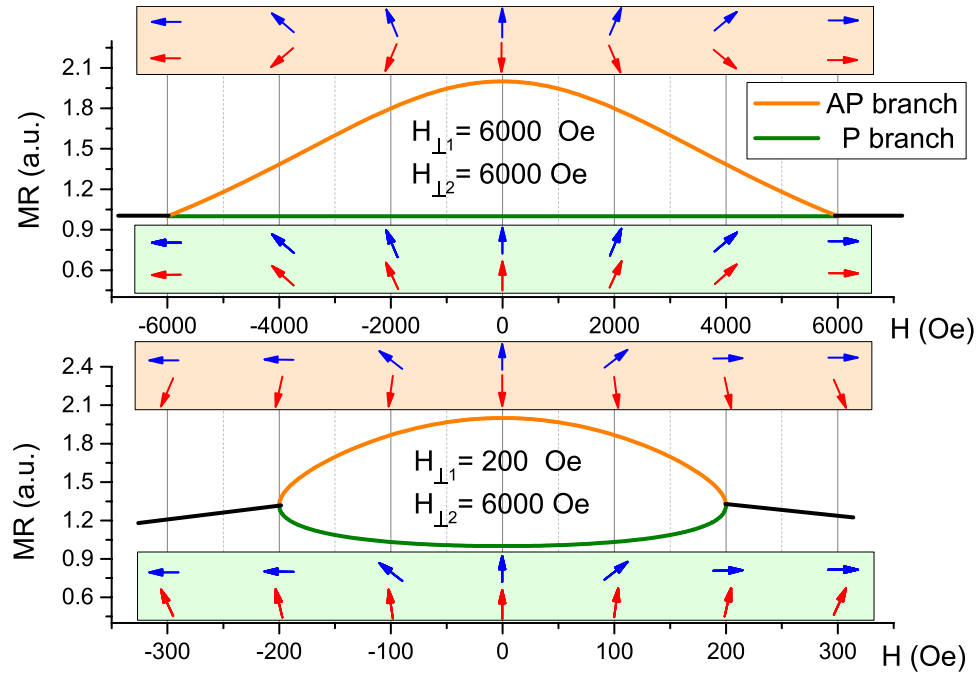 MR (a.u.)
2.1
1.8
1.5
1.2
0.9
0.6
AP branch
P branch
H⊥1= 6000 Oe
H⊥2= 6000 Oe
-6000 -4000 -2000 0 2000 4000 6000 H (Oe)
MR (a.u.)
2.4
2.1
1.8
1.5
1.2
0.9
0.6
H⊥1= 200 Oe
H⊥2= 6000 Oe
-300 -200 -100 0 100 200 300 H (Oe)